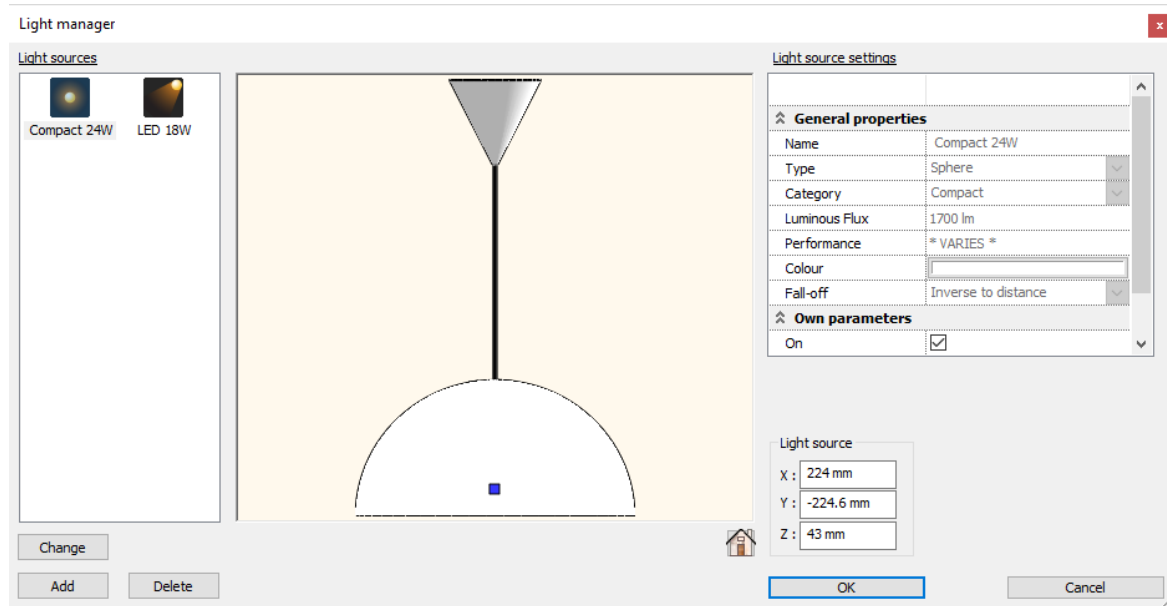 Light manager
x
Light sources
Compact 24W
LED 18W
Change
Add
Delete
Light source settings
General properties
Name Compact 24W
Type Sphere
Category Compact
Luminous Flux 1700 lm
Performance * VARIES *
Colour
Fall-off Inverse to distance
Own parameters
On
Light source
X : 224 mm
Y : -224.6 mm
Z : 43 mm
OK
Cancel